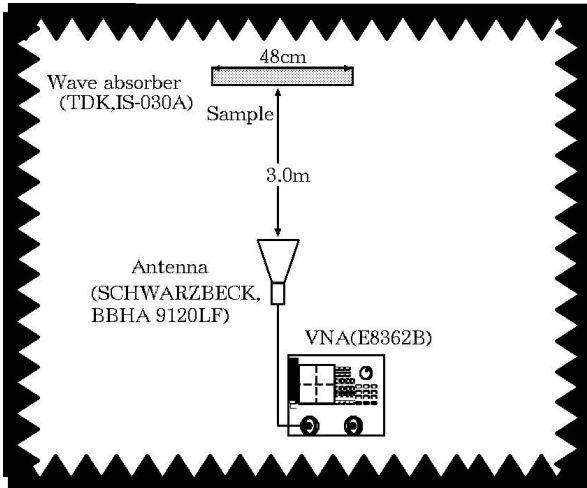 48cm
Wave absorber
(TDK,IS-030A)
Sample
3.0m
Antenna
(SCHWARZBECK,
BBHA 9120LF)
VNA(E8362B)